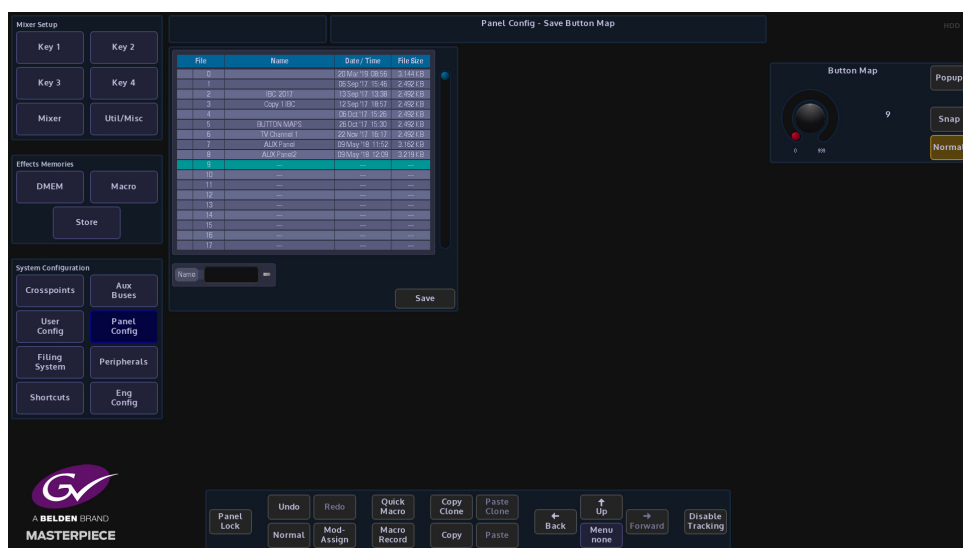 Mixer Setup
Key 1
Key 2
Key 3
Key 4
Mixer
Util/Misc
Effects Memories
DMEM
Macro
Store
System Configuration
Crosspoints
Aux
Buses
User
Config
Panel
Config
Filing
System
Peripherals
Shortcuts
Eng
Config
GV
A BELDEN BRAND
MASTERPIECE
Panel Config - Save Button Map
HDD
File Name Date / Time File Size
0 20 Mar '19 08:56 3.144 KB
1 06 Sep '17 15:46 2.492 KB
2 IBC 2017 13 Sep '17 13:38 2.492 KB
3 Copy 1 IBC 12 Sep '17 18:57 2.492 KB
4 06 Oct '17 15:26 2.492 KB
5 BUTTON MAPS 26 Oct '17 15:30 2.492 KB
6 TV Channel 1 22 Nov '17 16:17 2.492 KB
7 AUX Panel 09 May '18 11:52 3.162 KB
8 AUX Panel2 09 May '18 12:09 3.219 KB
9 --- --- ---
10 --- --- ---
11 --- --- ---
12 --- --- ---
13 --- --- ---
14 --- --- ---
15 --- --- ---
16 --- --- ---
17 --- --- ---
Name
Save
Button Map
9
0 999
Popup
Snap
Normal
Panel
Lock
Undo
Redo
Normal
Mod-
Assign
Quick
Macro
Macro
Record
Copy
Clone
Paste
Clone
Copy
Paste
← Back
↑ Up
Menu
none
→ Forward
Disable
Tracking